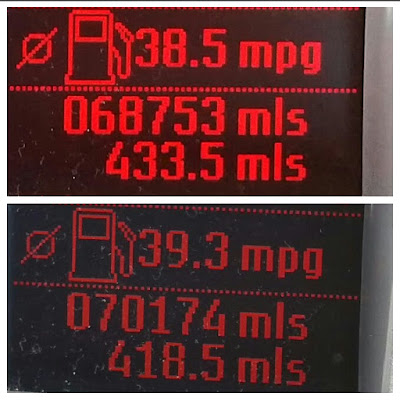 Ø 38.5 mpg
068753 mls
433.5 mls
Ø 39.3 mpg
070174 mls
418.5 mls